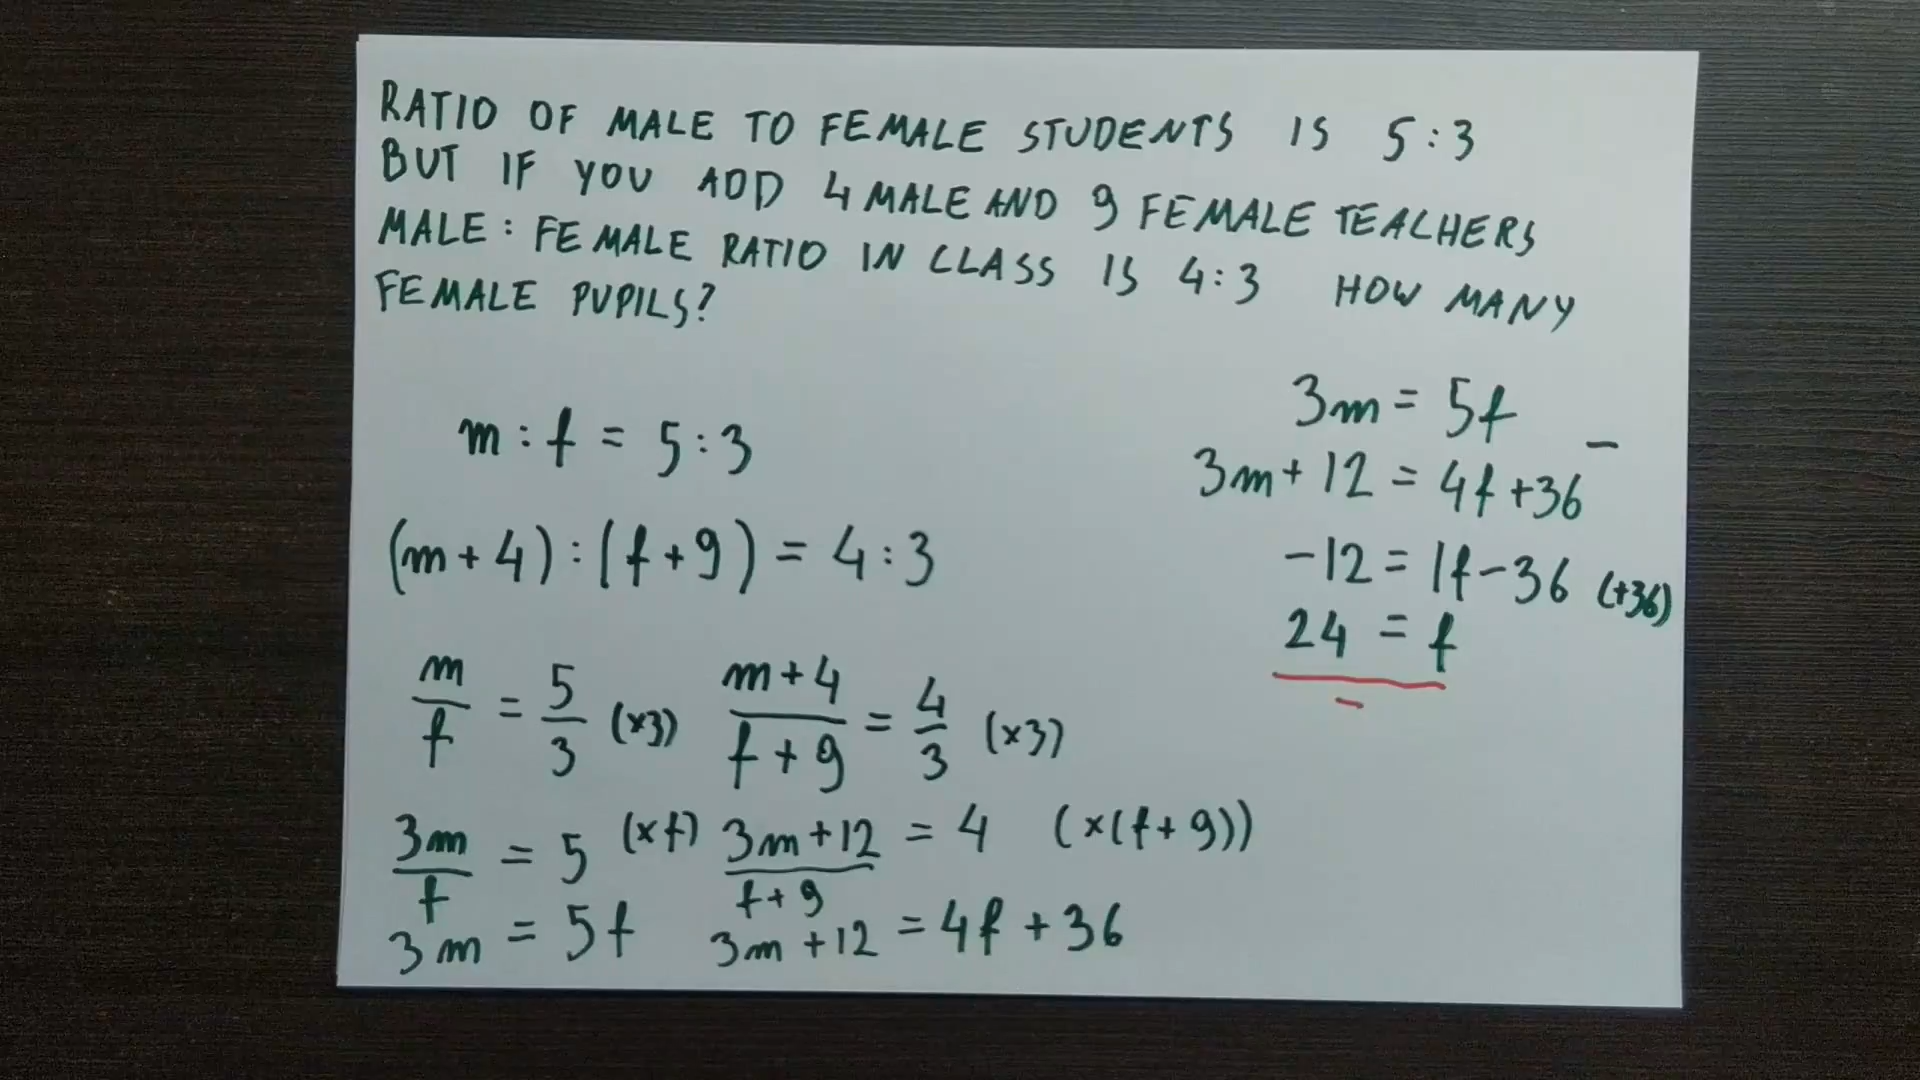 RATIO OF MALE TO FEMALE STUDENTS IS 5:3
BUT IF YOU ADD 4 MALE AND 9 FEMALE TEACHERS
MALE: FEMALE RATIO IN CLASS IS 4:3 HOW MANY
FEMALE PUPILS?
m : f = 5:3
(m+4):(f+9) = 4:3
m/f = 5/3 (x3)
3m/f = 5 (xf)
3m = 5f
m+4/f+9 = 4/3 (x3)
3m+12/f+9 = 4 (x(f+9))
3m+12 = 4f+36
3m = 5f
3m+12 = 4f+36 −
-12 = 1f-36 (+36)
24 = f